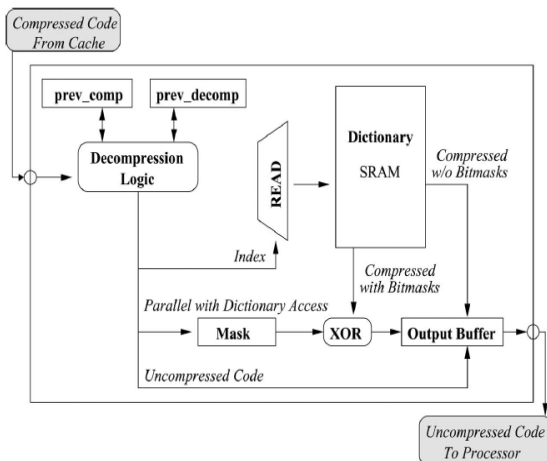 Compressed Code
From Cache
prev_comp
prev_decomp
Decompression
Logic
READ
Dictionary
SRAM
Compressed
w/o Bitmasks
Index
Compressed
with Bitmasks
Parallel with Dictionary Access
Mask
XOR
Output Buffer
Uncompressed Code
Uncompressed Code
To Processor